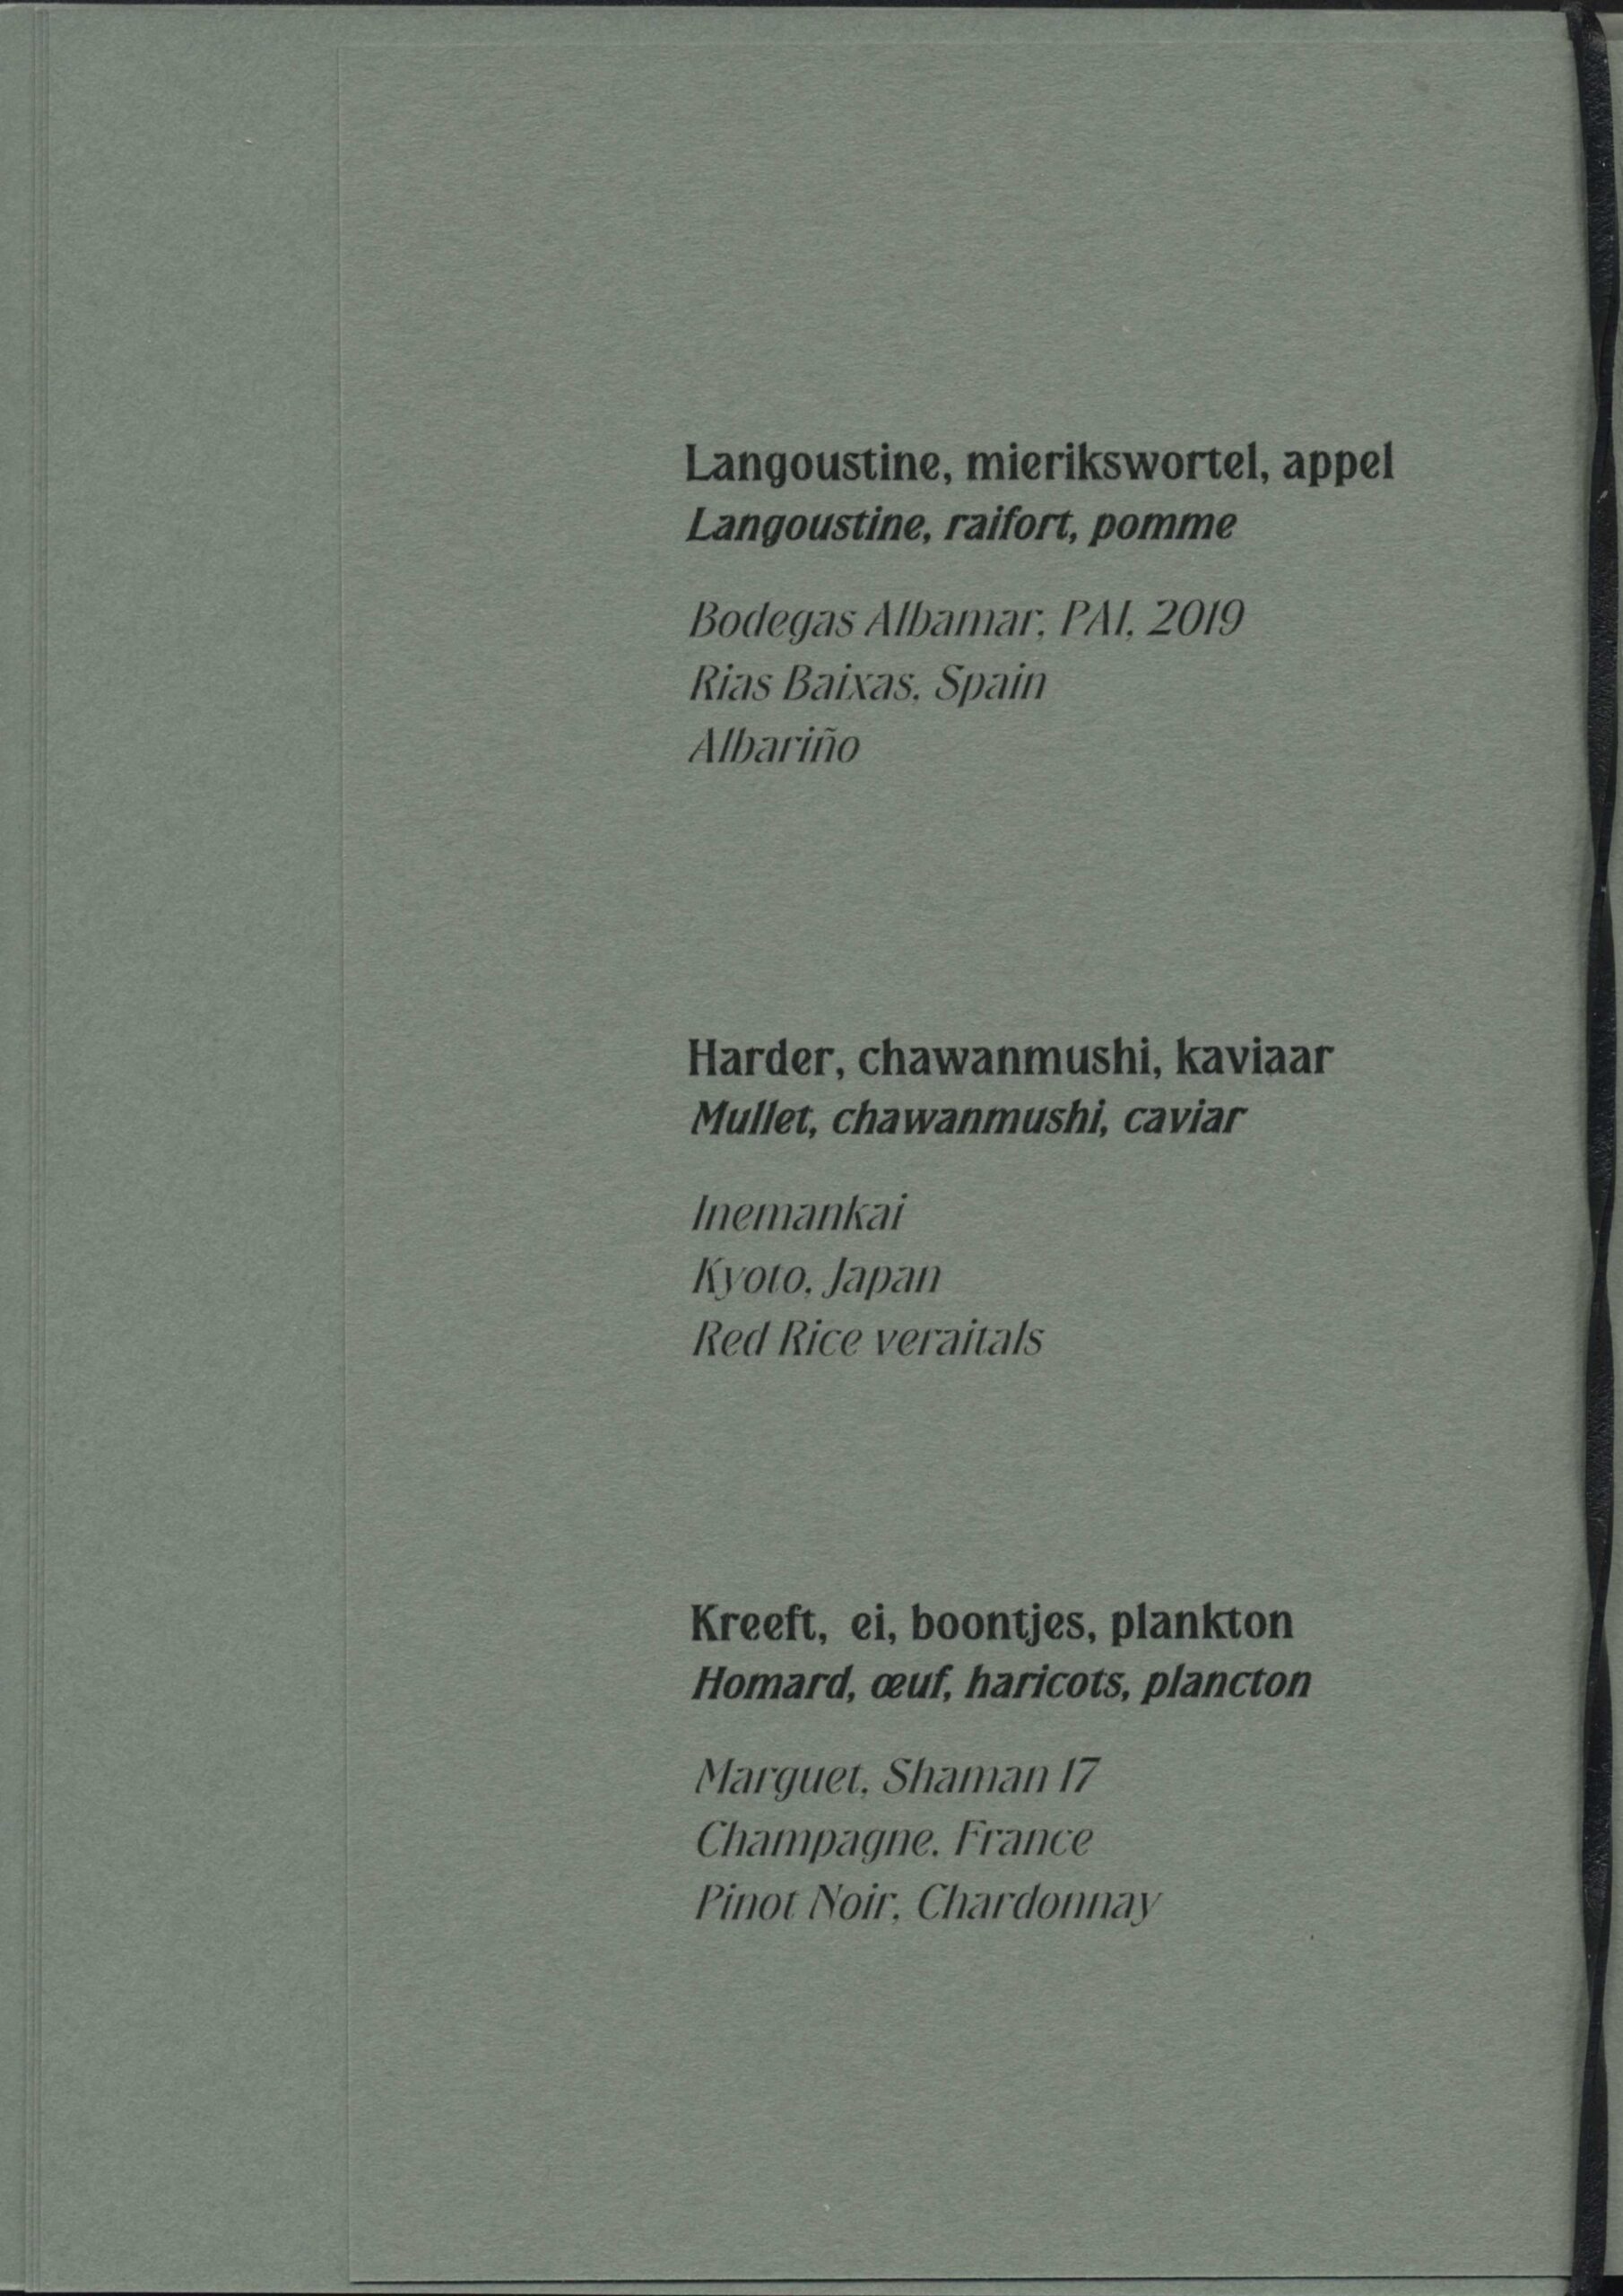 Langoustine, mierikswortel, appel
Langoustine, raifort, pomme
Bodegas Albamar, PAI, 2019
Rias Baixas, Spain
Albariño
Harder, chawanmushi, kaviaar
Mullet, chawanmushi, caviar
Inemankai
Kyoto, Japan
Red Rice veraitals
Kreeft, ei, boontjes, plankton
Homard, œuf, haricots, plancton
Marguet, Shaman 17
Champagne, France
Pinot Noir, Chardonnay